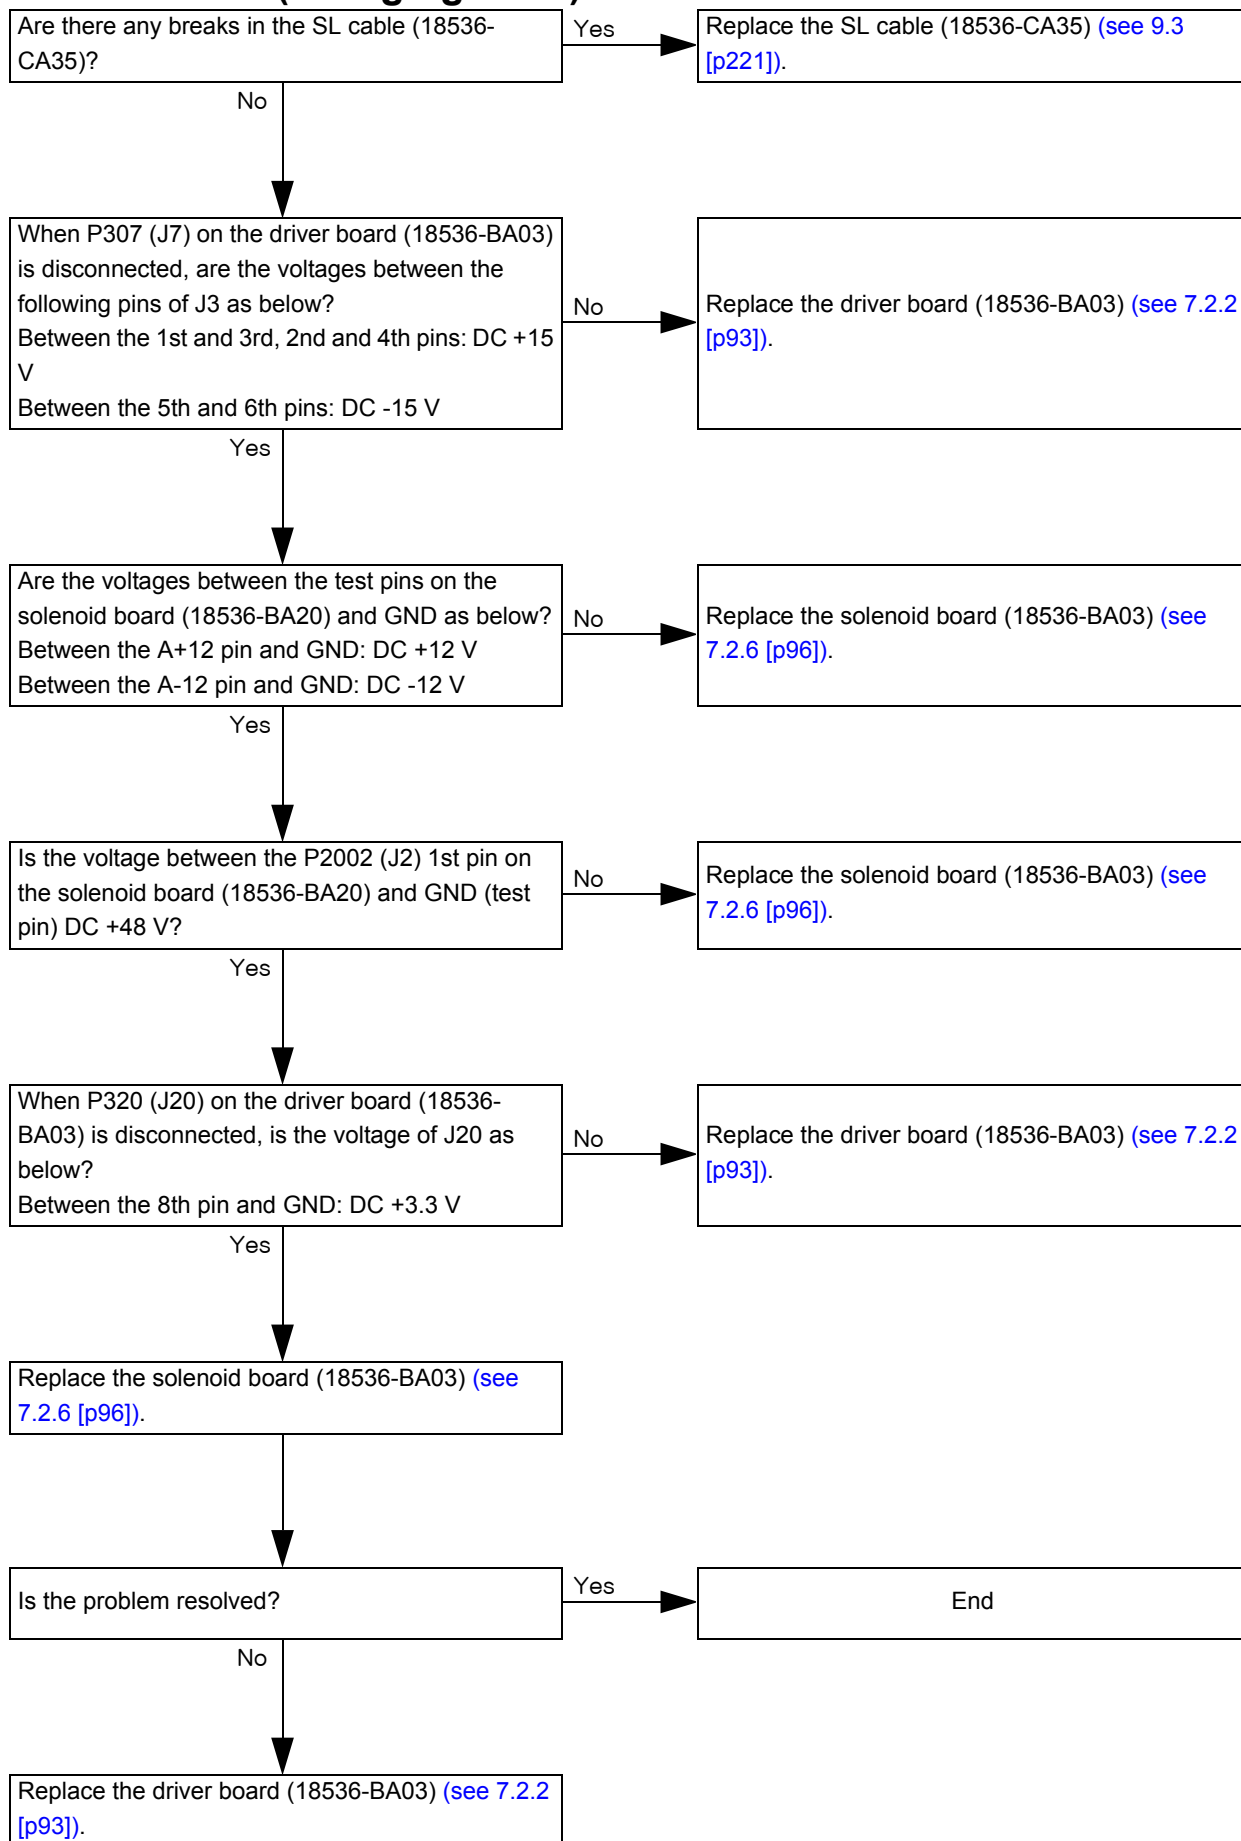 Are there any breaks in the SL cable (18536-
CA35)?
Yes
Replace the SL cable (18536-CA35) (see 9.3
[p221]).
No
When P307 (J7) on the driver board (18536-BA03)
is disconnected, are the voltages between the
following pins of J3 as below?
Between the 1st and 3rd, 2nd and 4th pins: DC +15
V
Between the 5th and 6th pins: DC -15 V
No
Replace the driver board (18536-BA03) (see 7.2.2
[p93]).
Yes
Are the voltages between the test pins on the
solenoid board (18536-BA20) and GND as below?
Between the A+12 pin and GND: DC +12 V
Between the A-12 pin and GND: DC -12 V
No
Replace the solenoid board (18536-BA03) (see
7.2.6 [p96]).
Yes
Is the voltage between the P2002 (J2) 1st pin on
the solenoid board (18536-BA20) and GND (test
pin) DC +48 V?
No
Replace the solenoid board (18536-BA03) (see
7.2.6 [p96]).
Yes
When P320 (J20) on the driver board (18536-
BA03) is disconnected, is the voltage of J20 as
below?
Between the 8th pin and GND: DC +3.3 V
No
Replace the driver board (18536-BA03) (see 7.2.2
[p93]).
Yes
Replace the solenoid board (18536-BA03) (see
7.2.6 [p96]).
Is the problem resolved?
Yes
End
No
Replace the driver board (18536-BA03) (see 7.2.2
[p93]).